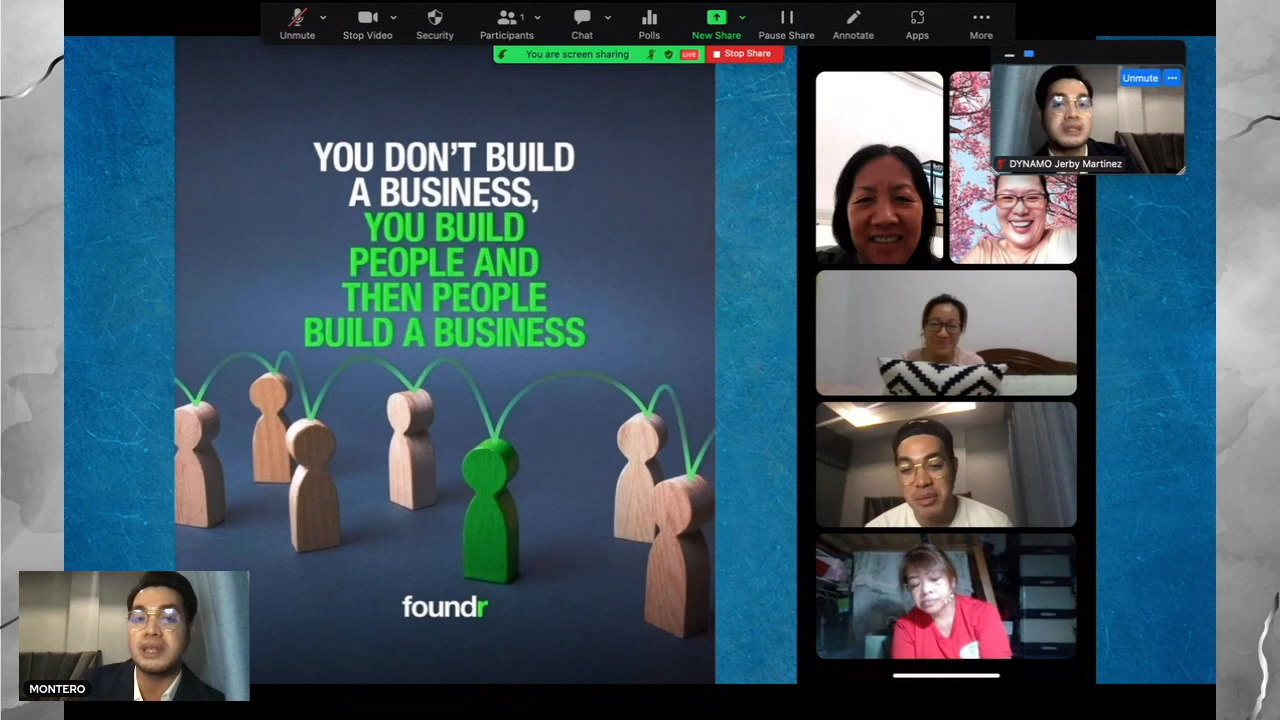 Unmute
Stop Video
Security
1
Participants
Chat
Polls
New Share
Pause Share
Annotate
Apps
More
You are screen sharing
LIVE
Stop Share
Unmute
DYNAMO Jerby Martinez
YOU DON'T BUILD
A BUSINESS,
YOU BUILD
PEOPLE AND
THEN PEOPLE
BUILD A BUSINESS
foundr
MONTERO